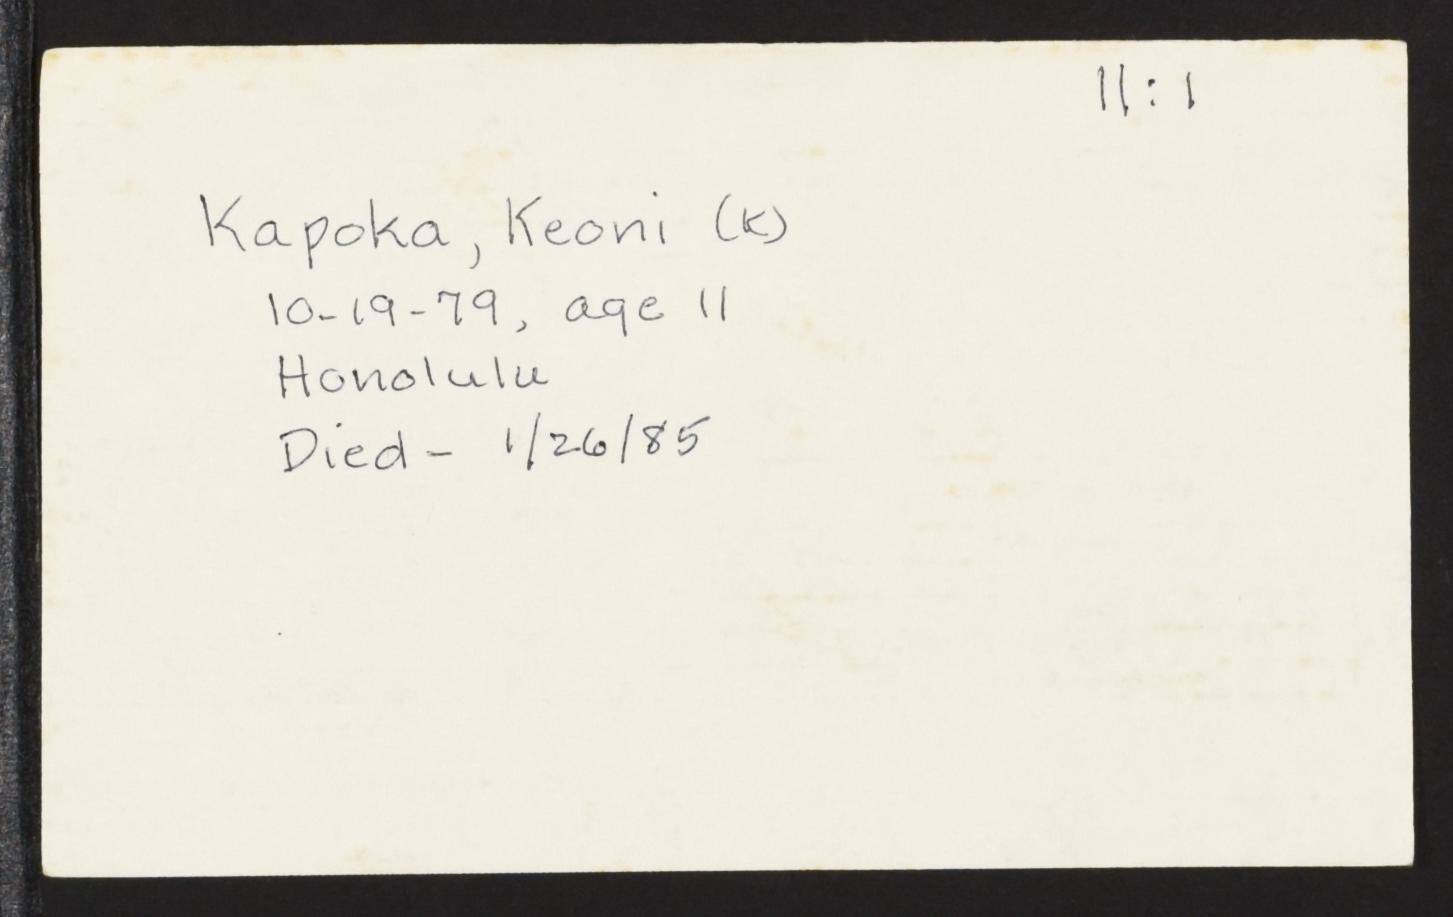 11:1
Kapoka, Keoni (k)
10-19-79, age 11
Honolulu
Died - 1/26/85